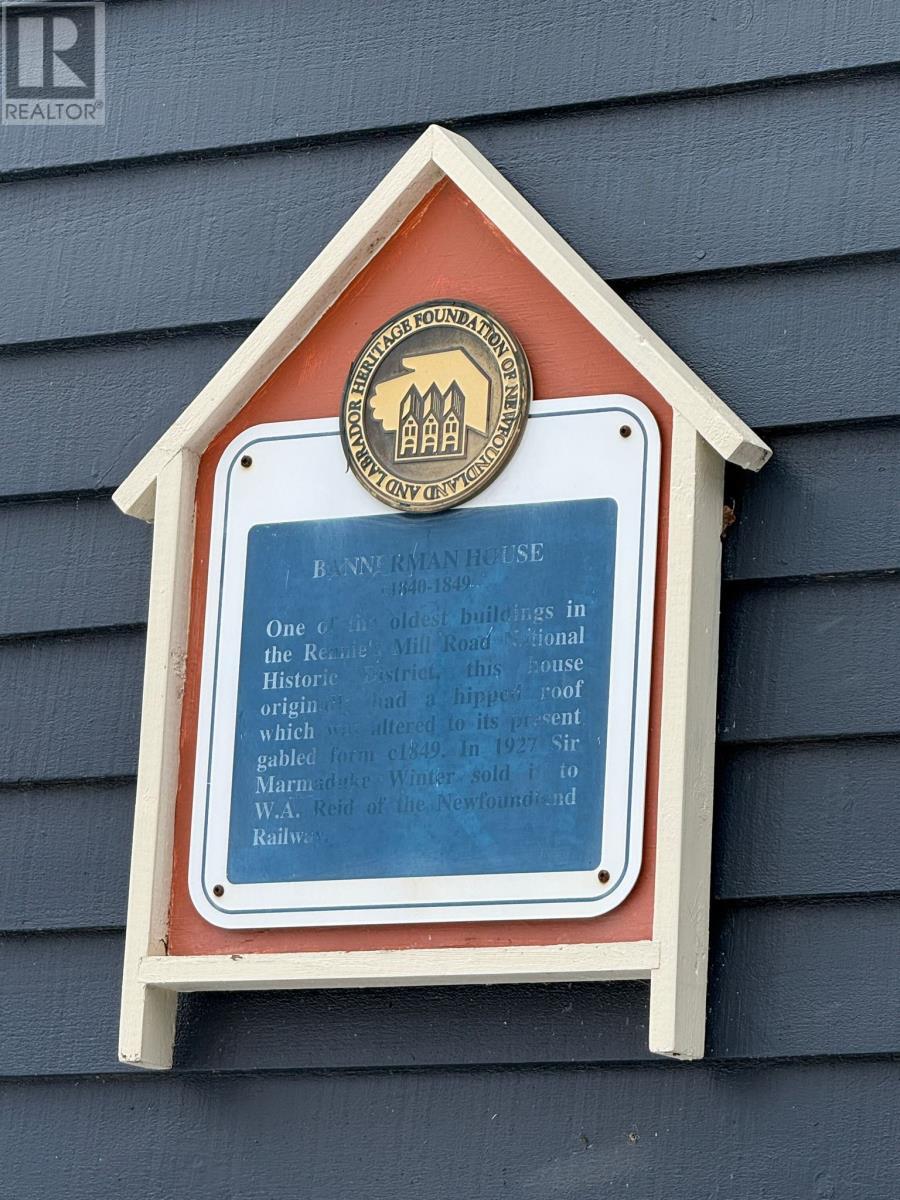 REALTOR®
HERITAGE FOUNDATION OF NEWFOUNDLAND AND LABRADOR
BANNERMAN HOUSE
1840-1849
One of the oldest buildings in
the Rennie's Mill Road National
Historic District, this house
originally had a hipped roof
which was altered to its present
gabled form c1849. In 1927 Sir
Marmaduke Winter sold it to
W.A. Reid of the Newfoundland
Railway.